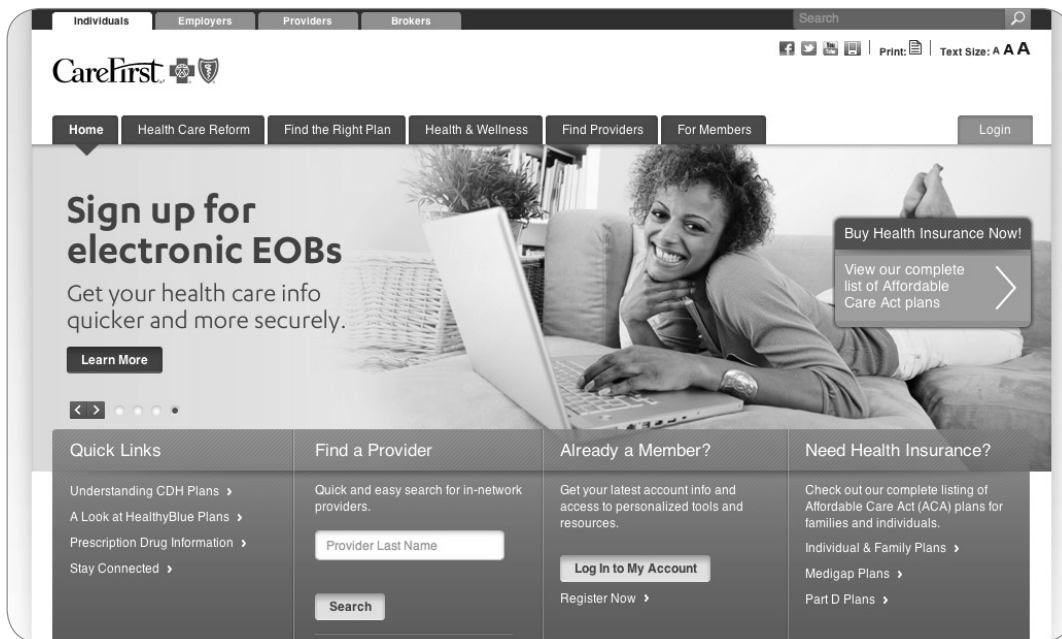 Individuals
Employers
Providers
Brokers
Search
Print:
Text Size: A A A
CareFirst
Home
Health Care Reform
Find the Right Plan
Health & Wellness
Find Providers
For Members
Login
Sign up for
electronic EOBs
Get your health care info
quicker and more securely.
Learn More
Buy Health Insurance Now!
View our complete
list of Affordable
Care Act plans
Quick Links
Understanding CDH Plans
A Look at HealthyBlue Plans
Prescription Drug Information
Stay Connected
Find a Provider
Quick and easy search for in-network
providers.
Provider Last Name
Search
Already a Member?
Get your latest account info and
access to personalized tools and
resources.
Log In to My Account
Register Now
Need Health Insurance?
Check out our complete listing of
Affordable Care Act (ACA) plans for
families and individuals.
Individual & Family Plans
Medigap Plans
Part D Plans